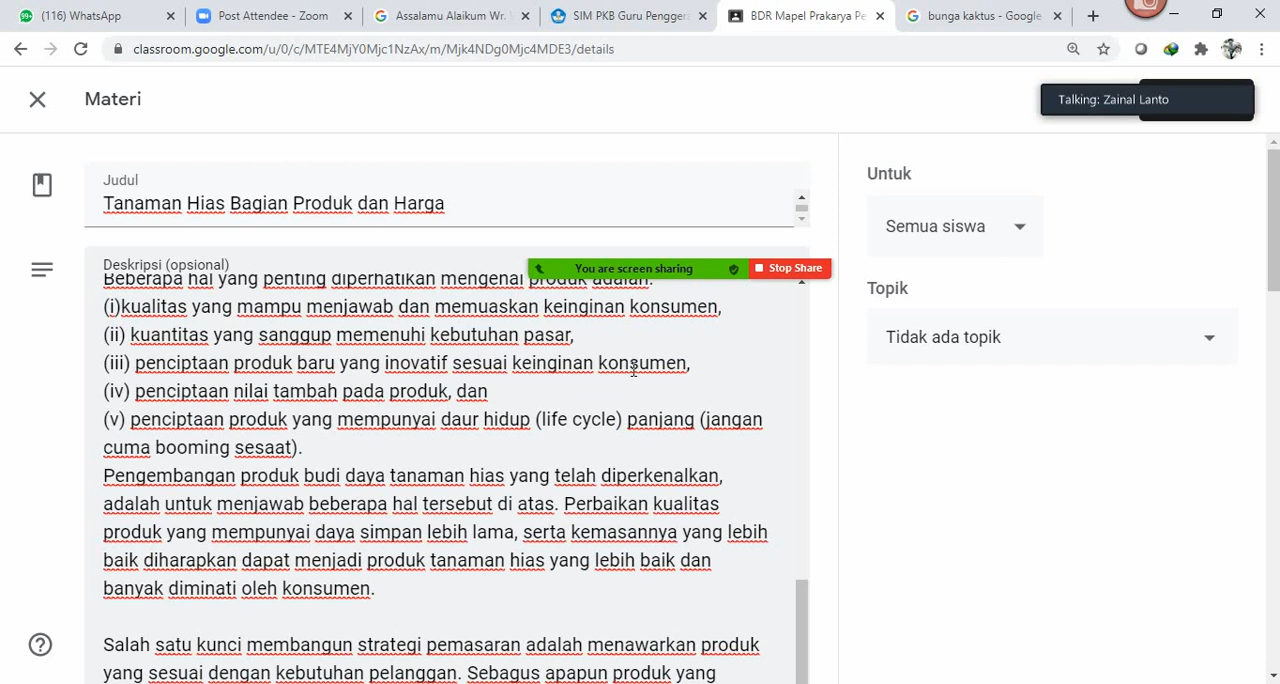 (116) WhatsApp
Post Attendee - Zoom
Assalamu Alaikum Wr.
SIM PKB Guru Pengger
BDR Mapel Prakarya Pe
bunga kaktus - Google
classroom.google.com/u/0/c/MTE4MjY0Mjc1NzAx/m/Mjk4NDg0Mjc4MDE3/details
Materi
Talking: Zainal Lanto
Judul
Tanaman Hias Bagian Produk dan Harga
Deskripsi (opsional)
You are screen sharing
Stop Share
Beberapa hal yang penting diperhatikan mengenai produk adalah:
(i)kualitas yang mampu menjawab dan memuaskan keinginan konsumen,
(ii) kuantitas yang sanggup memenuhi kebutuhan pasar,
(iii) penciptaan produk baru yang inovatif sesuai keinginan konsumen,
(iv) penciptaan nilai tambah pada produk, dan
(v) penciptaan produk yang mempunyai daur hidup (life cycle) panjang (jangan
cuma booming sesaat).
Pengembangan produk budi daya tanaman hias yang telah diperkenalkan,
adalah untuk menjawab beberapa hal tersebut di atas. Perbaikan kualitas
produk yang mempunyai daya simpan lebih lama, serta kemasannya yang lebih
baik diharapkan dapat menjadi produk tanaman hias yang lebih baik dan
banyak diminati oleh konsumen.
Salah satu kunci membangun strategi pemasaran adalah menawarkan produk
yang sesuai dengan kebutuhan pelanggan. Sebagus apapun produk yang
Untuk
Semua siswa
Topik
Tidak ada topik